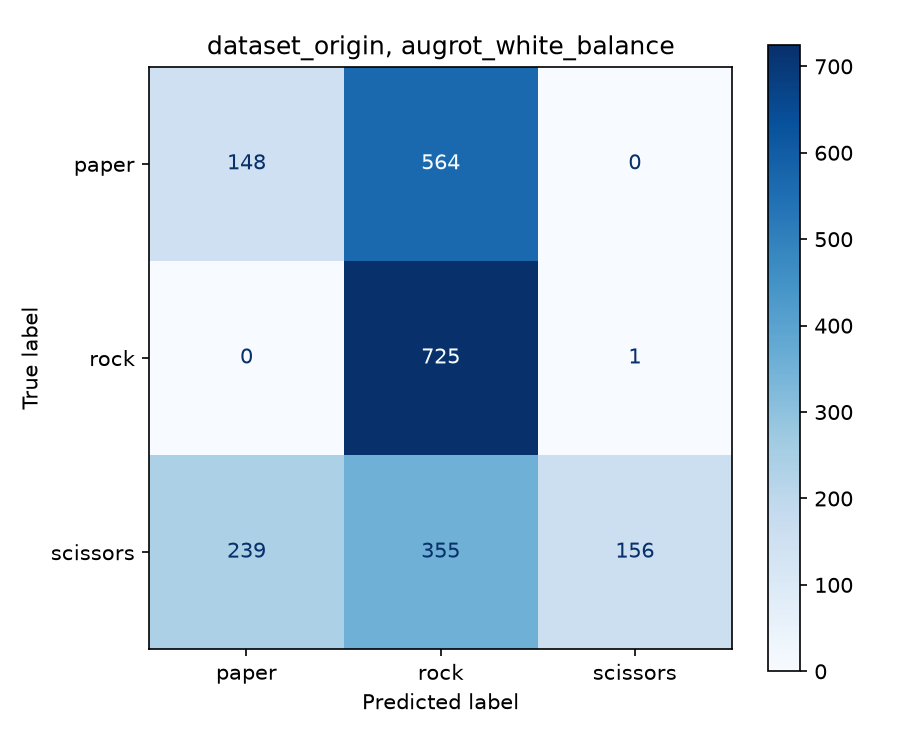 dataset_origin, augrot_white_balance
True label
paper
148
564
0
rock
0
725
1
scissors
239
355
156
paper
rock
scissors
Predicted label
700
600
500
400
300
200
100
0